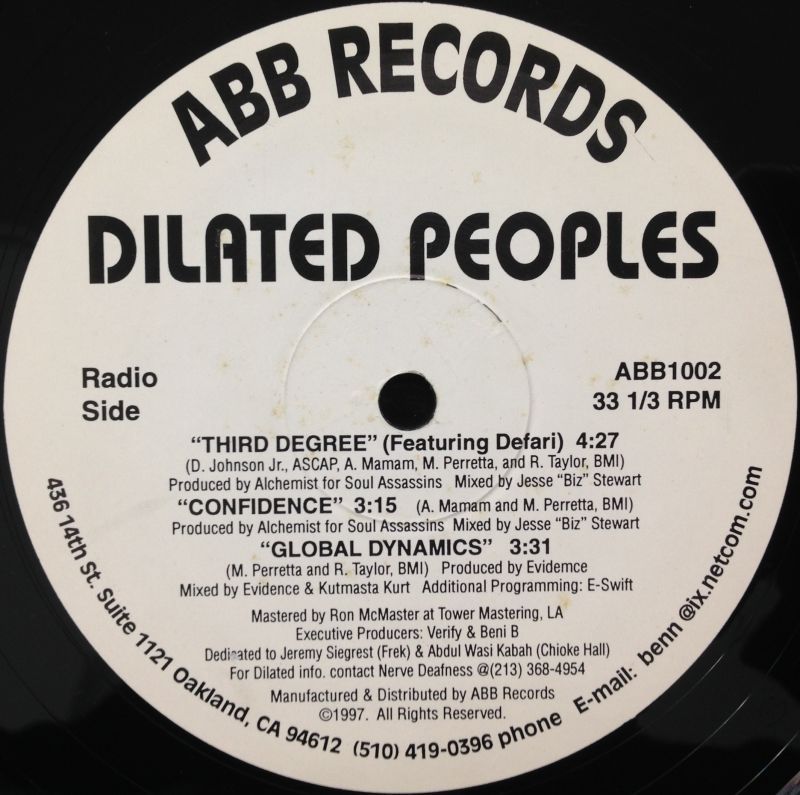 ABB RECORDS
DILATED PEOPLES
Radio
Side
ABB1002
33 1/3 RPM
“THIRD DEGREE” (Featuring Defari) 4:27
(D. Johnson Jr., ASCAP, A. Mamam, M. Perretta, and R. Taylor, BMI)
Produced by Alchemist for Soul Assassins Mixed by Jesse “Biz” Stewart
“CONFIDENCE” 3:15 (A. Mamam and M. Perretta, BMI)
Produced by Alchemist for Soul Assassins Mixed by Jesse “Biz” Stewart
“GLOBAL DYNAMICS” 3:31
(M. Perretta and R. Taylor, BMI) Produced by Evidemce
Mixed by Evidence & Kutmasta Kurt Additional Programming: E-Swift
Mastered by Ron McMaster at Tower Mastering, LA
Executive Producers: Verify & Beni B
Dedicated to Jeremy Siegrest (Frek) & Abdul Wasi Kabah (Chioke Hall)
For Dilated info. contact Nerve Deafness @(213) 368-4954
Manufactured & Distributed by ABB Records
©1997. All Rights Reserved.
436 14th st. Suite 1121 Oakland, CA 94612 (510) 419-0396 phone E-mail: benn @ix.netcom.com